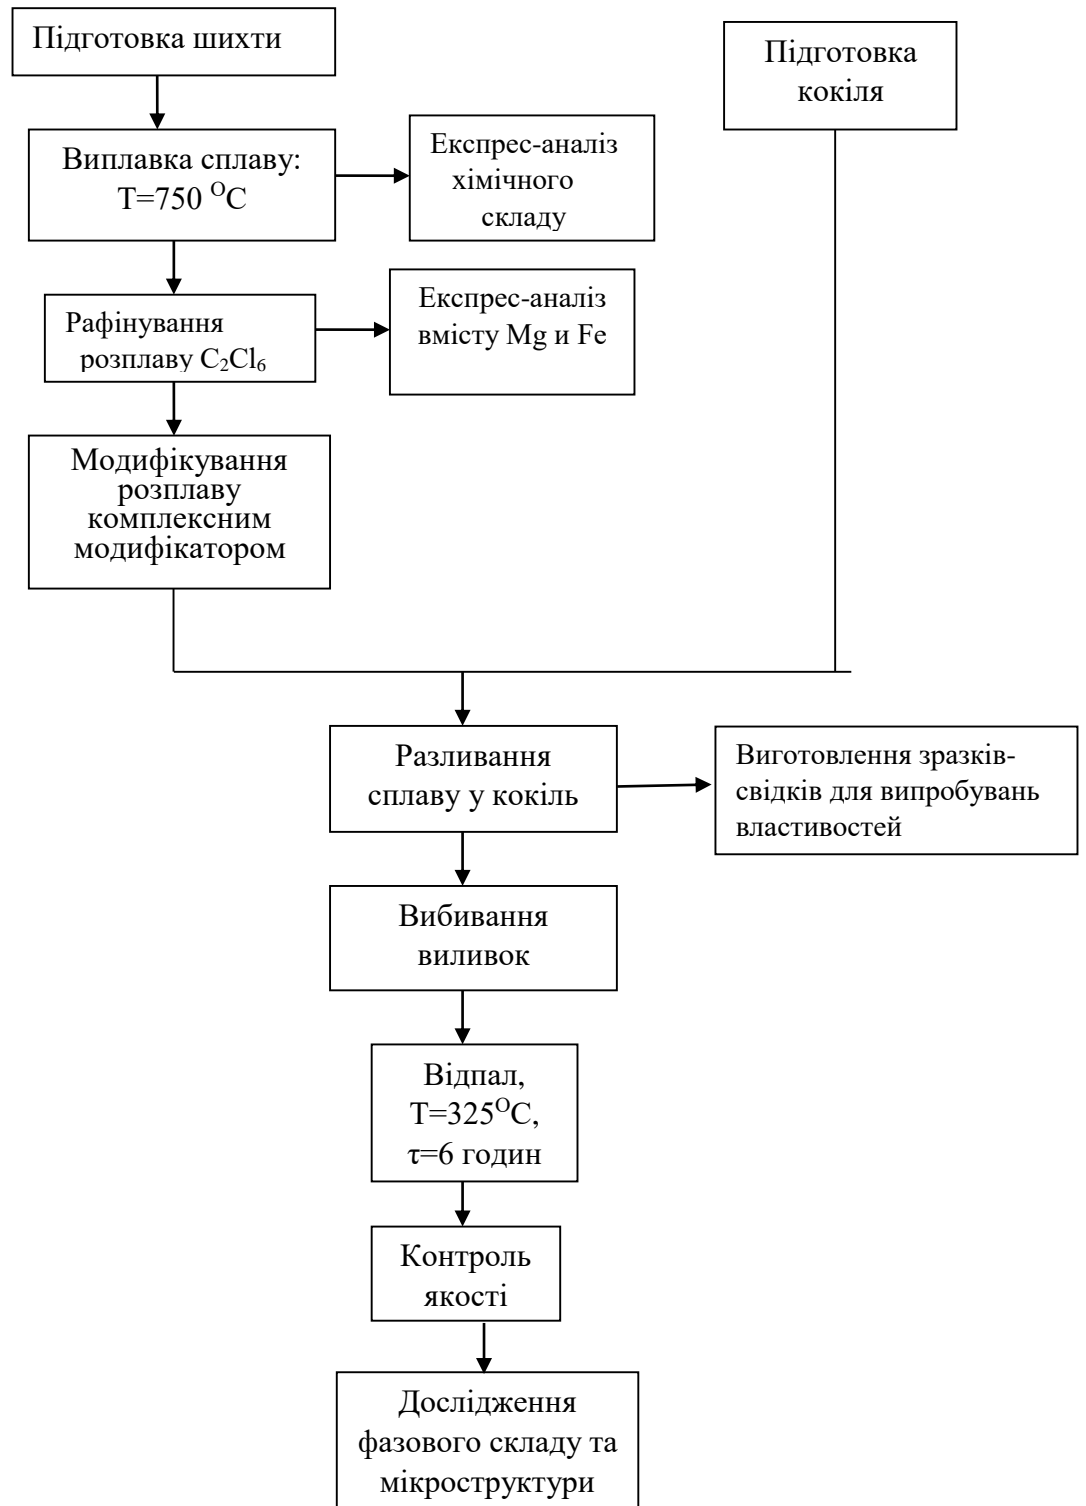 Підготовка шихти
Підготовка
кокіля
Виплавка сплаву:
Т=750 ᴼС
Експрес-аналіз
хімічного
складу
Рафінування
розплаву C₂Cl₆
Експрес-аналіз
вмісту Mg и Fe
Модифікування
розплаву
комплексним
модифікатором
Разливання
сплаву у кокіль
Виготовлення зразків-
свідків для випробувань
властивостей
Вибивання
виливок
Відпал,
Т=325ᴼС,
τ=6 годин
Контроль
якості
Дослідження
фазового складу та
мікроструктури